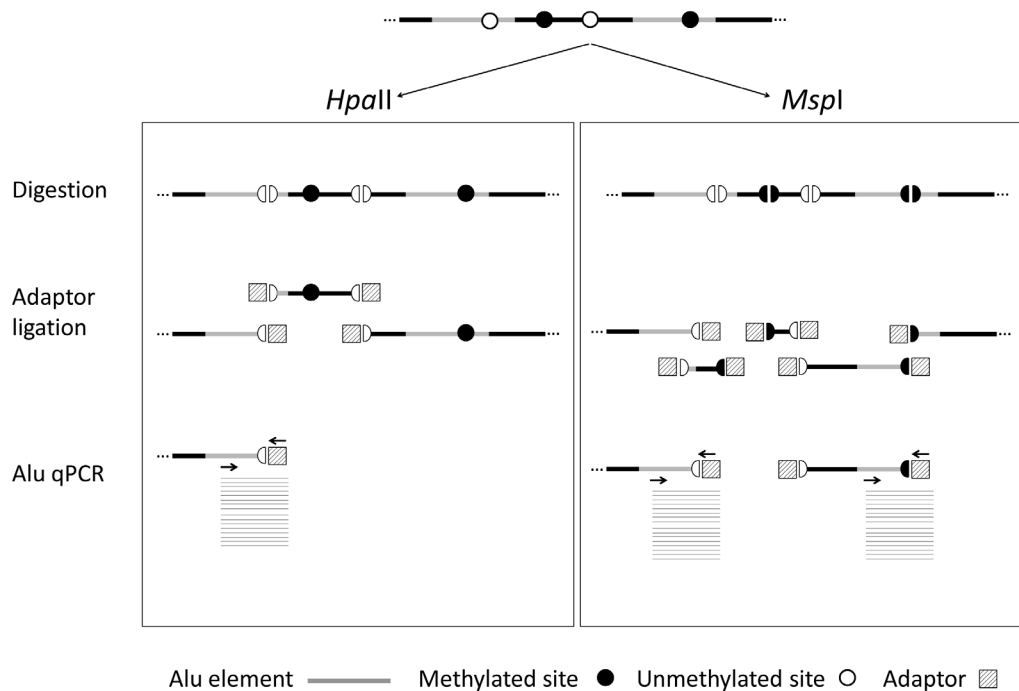 HpaII MspI
Digestion
Adaptor
ligation
Alu qPCR
Alu element Methylated site Unmethylated site Adaptor